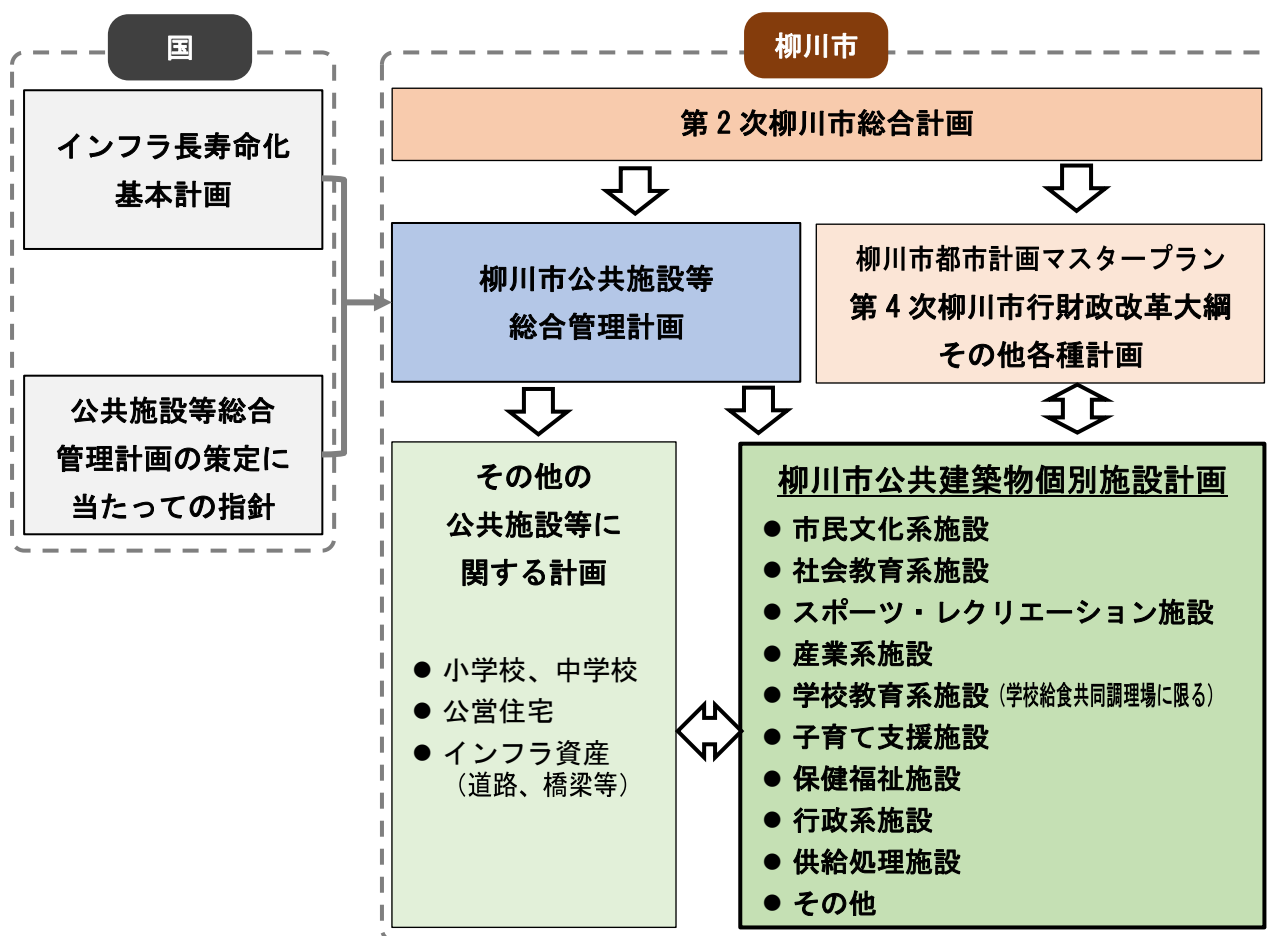 国
インフラ長寿命化
基本計画
公共施設等総合
管理計画の策定に
当たっての指針
柳川市
第2次柳川市総合計画
柳川市公共施設等
総合管理計画
柳川市都市計画マスタープラン
第4次柳川市行財政改革大綱
その他各種計画
その他の
公共施設等に
関する計画
● 小学校、中学校
● 公営住宅
● インフラ資産
（道路、橋梁等）
柳川市公共建築物個別施設計画
● 市民文化系施設
● 社会教育系施設
● スポーツ・レクリエーション施設
● 産業系施設
● 学校教育系施設（学校給食共同調理場に限る）
● 子育て支援施設
● 保健福祉施設
● 行政系施設
● 供給処理施設
● その他